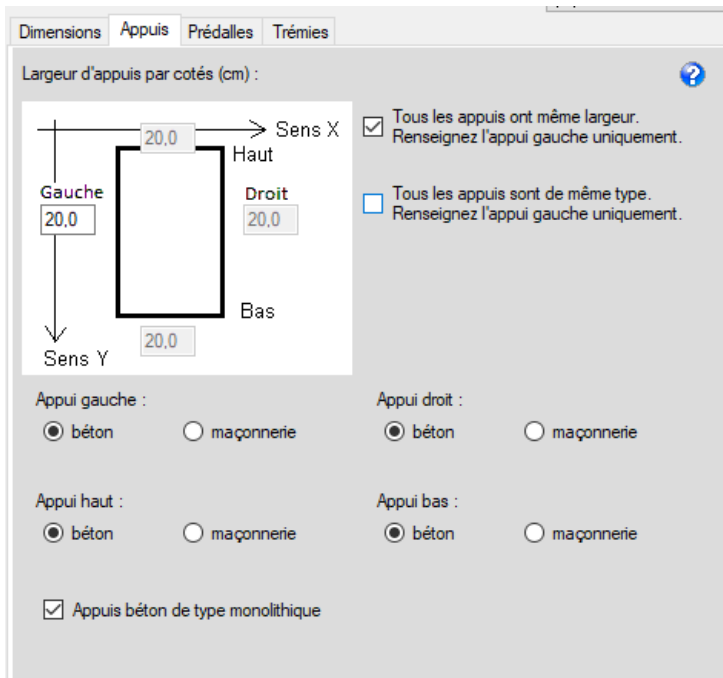 Dimensions Appuis Prédalles Trémies
Largeur d'appuis par cotés (cm) :
?
20,0
Sens X
Haut
Gauche
20,0
Droit
20,0
Bas
20,0
Sens Y
Tous les appuis ont même largeur.
Renseignez l'appui gauche uniquement.
Tous les appuis sont de même type.
Renseignez l'appui gauche uniquement.
Appui gauche :
béton maçonnerie
Appui droit :
béton maçonnerie
Appui haut :
béton maçonnerie
Appui bas :
béton maçonnerie
Appuis béton de type monolithique